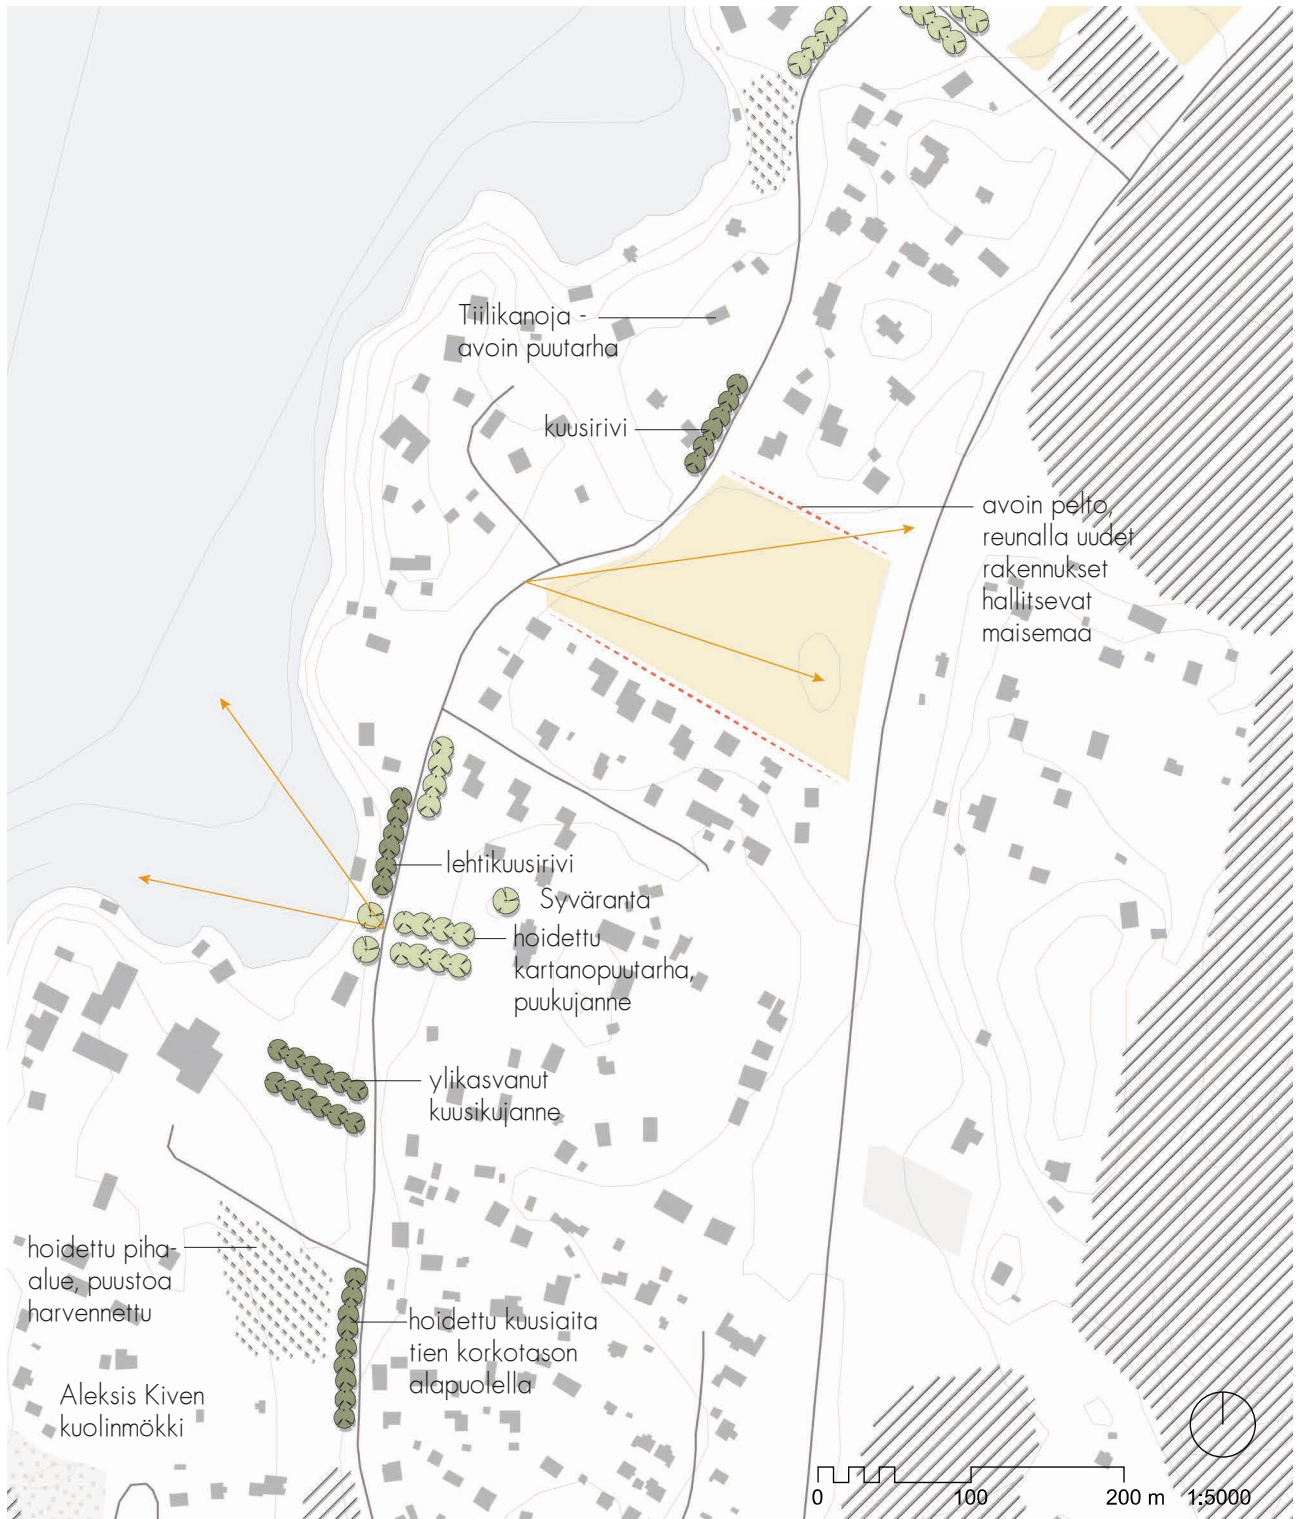 Tiilikanoja -
avoin puutarha
kuusirivi
avoin pelto,
reunalla uudet
rakennukset
hallitsevat
maisemaa
lehtikuusirivi
Syväranta
hoidettu
kartanopuutarha,
puukujanne
ylikasvanut
kuusikujanne
hoidettu piha-
alue, puustoa
harvennettu
hoidettu kuusiaita
tien korkotason
alapuolella
Aleksis Kiven
kuolinmökki
0 100 200 m 1:5000